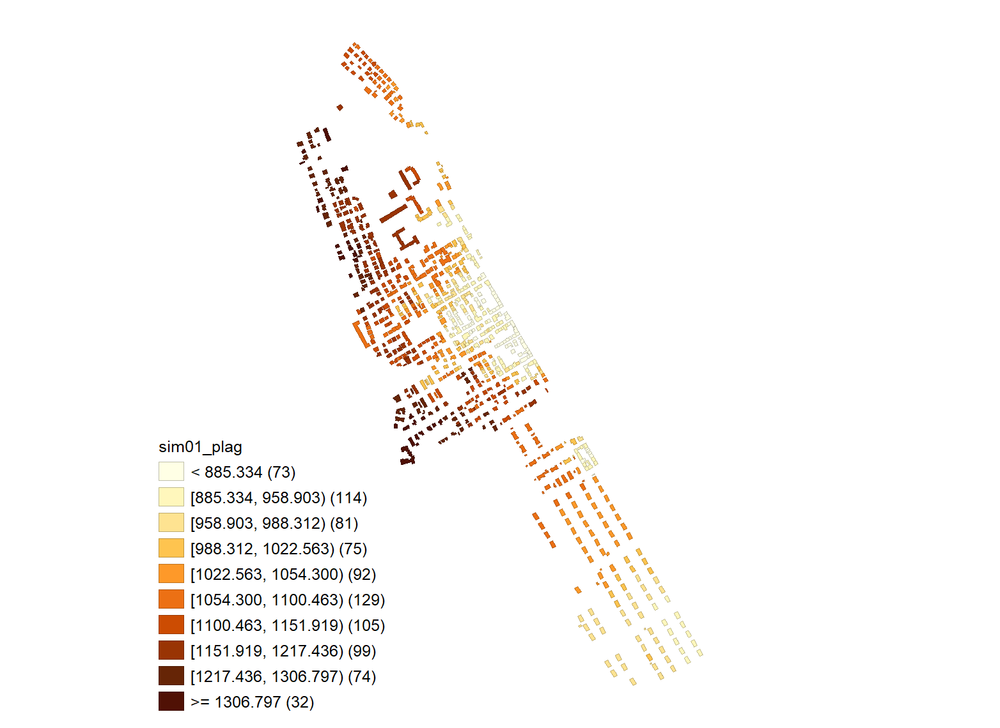 sim01_plag
< 885.334 (73)
[885.334, 958.903) (114)
[958.903, 988.312) (81)
[988.312, 1022.563) (75)
[1022.563, 1054.300) (92)
[1054.300, 1100.463) (129)
[1100.463, 1151.919) (105)
[1151.919, 1217.436) (99)
[1217.436, 1306.797) (74)
>= 1306.797 (32)